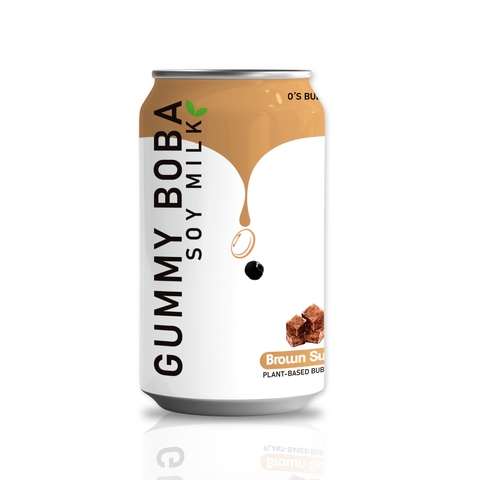 O'S BU
GUMMY BOBA
SOY MILK
Brown Su
PLANT-BASED BUB